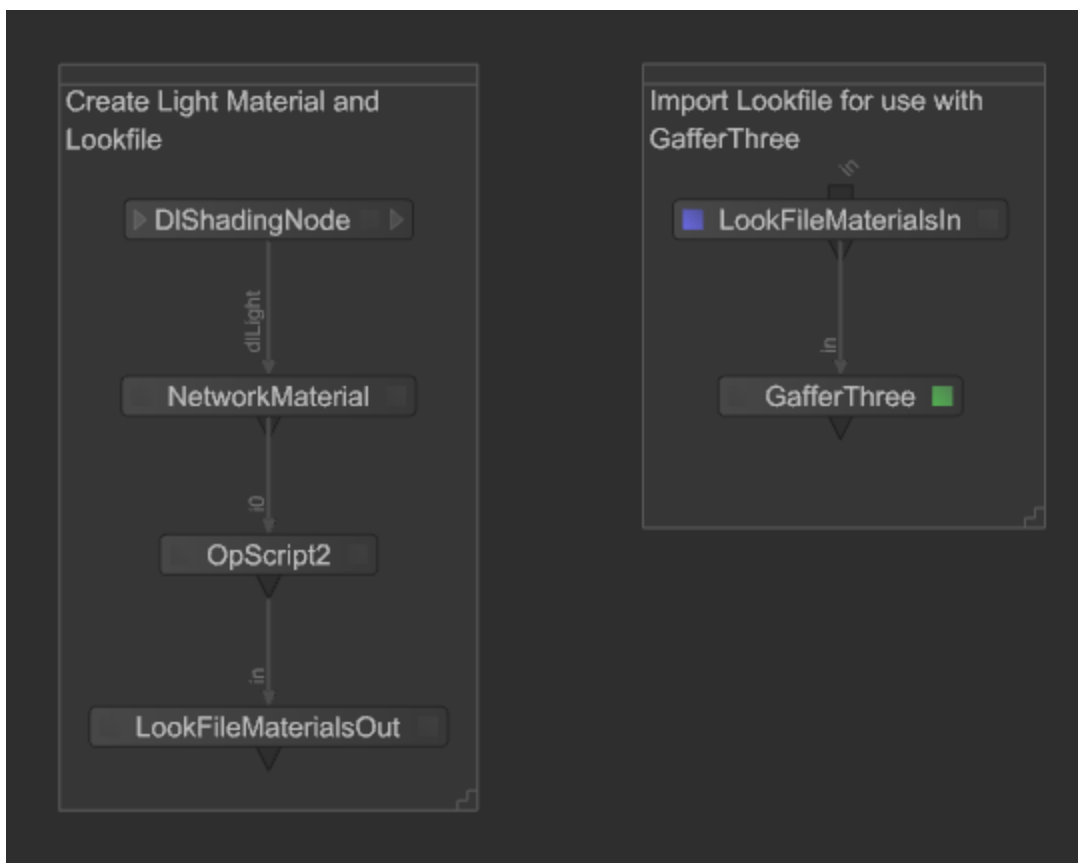 Create Light Material and
Lookfile
DlShadingNode
dlLight
NetworkMaterial
i0
OpScript2
in
LookFileMaterialsOut
Import Lookfile for use with
GafferThree
in
LookFileMaterialsIn
in
GafferThree